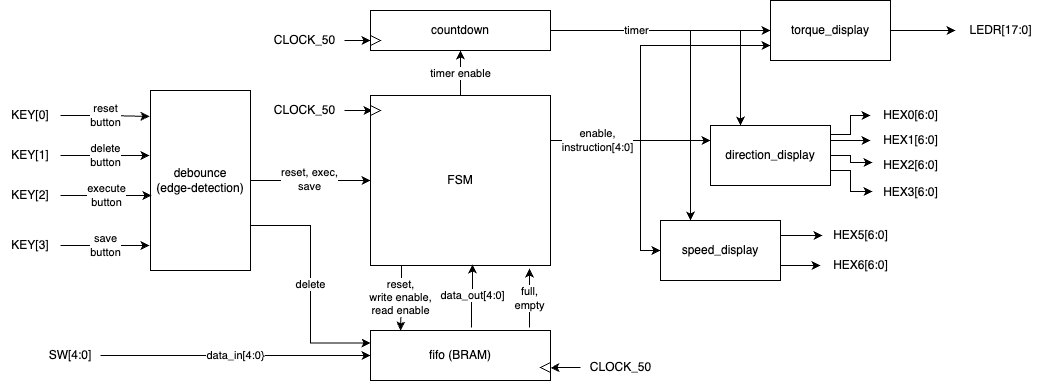 countdown
timer
torque_display
LEDR[17:0]
CLOCK_50
timer enable
CLOCK_50
KEY[0]
reset
button
KEY[1]
delete
button
KEY[2]
execute
button
KEY[3]
save
button
debounce
(edge-detection)
reset, exec,
save
FSM
enable,
instruction[4:0]
direction_display
HEX0[6:0]
HEX1[6:0]
HEX2[6:0]
HEX3[6:0]
speed_display
HEX5[6:0]
HEX6[6:0]
delete
reset,
write enable,
read enable
data_out[4:0]
full,
empty
SW[4:0]
data_in[4:0}
fifo (BRAM)
CLOCK_50